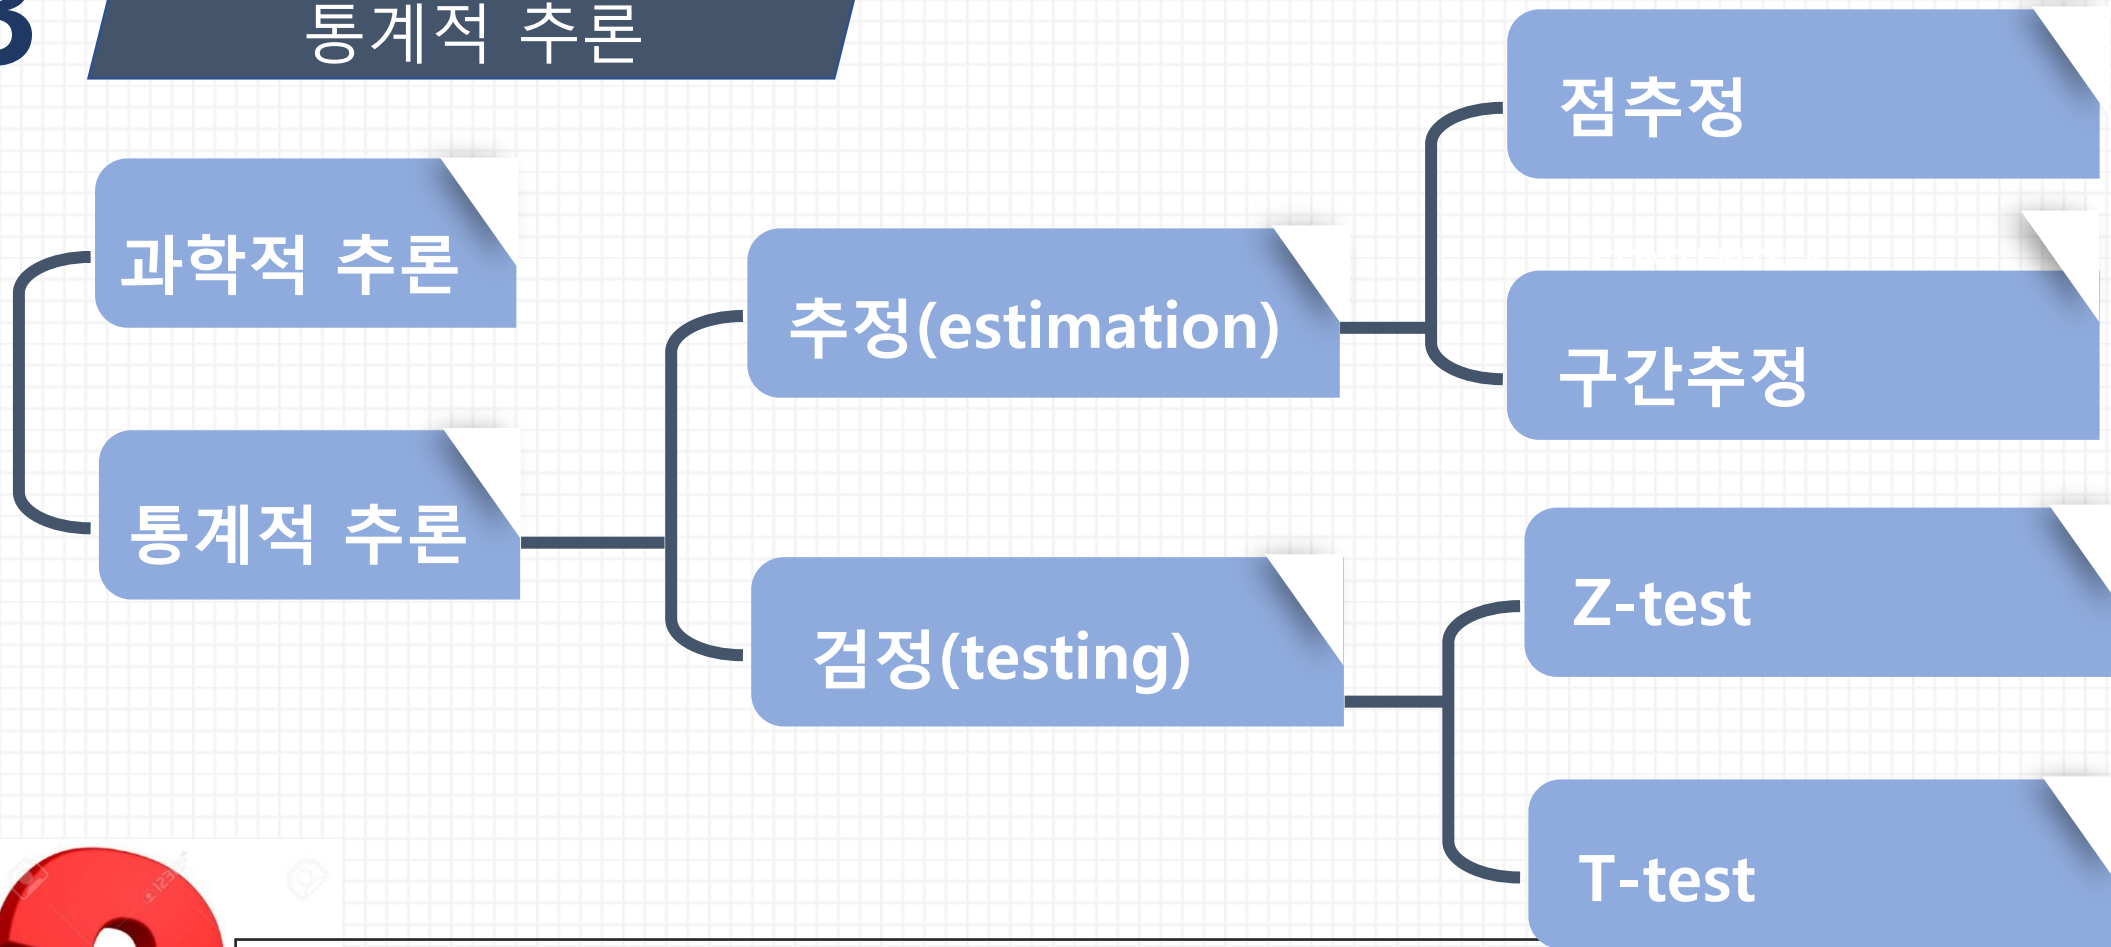 3
통계적 추론
과학적 추론
통계적 추론
추정(estimation)
검정(testing)
점추정
구간추정
Z-test
T-test